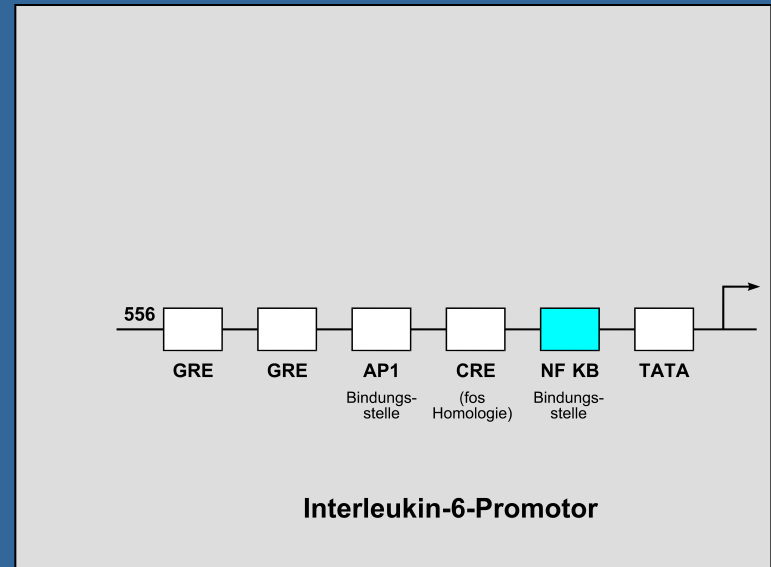 556
GRE GRE AP1 CRE NF KB TATA
Bindungs- (fos Bindungs-
stelle Homologie) stelle
Interleukin-6-Promotor